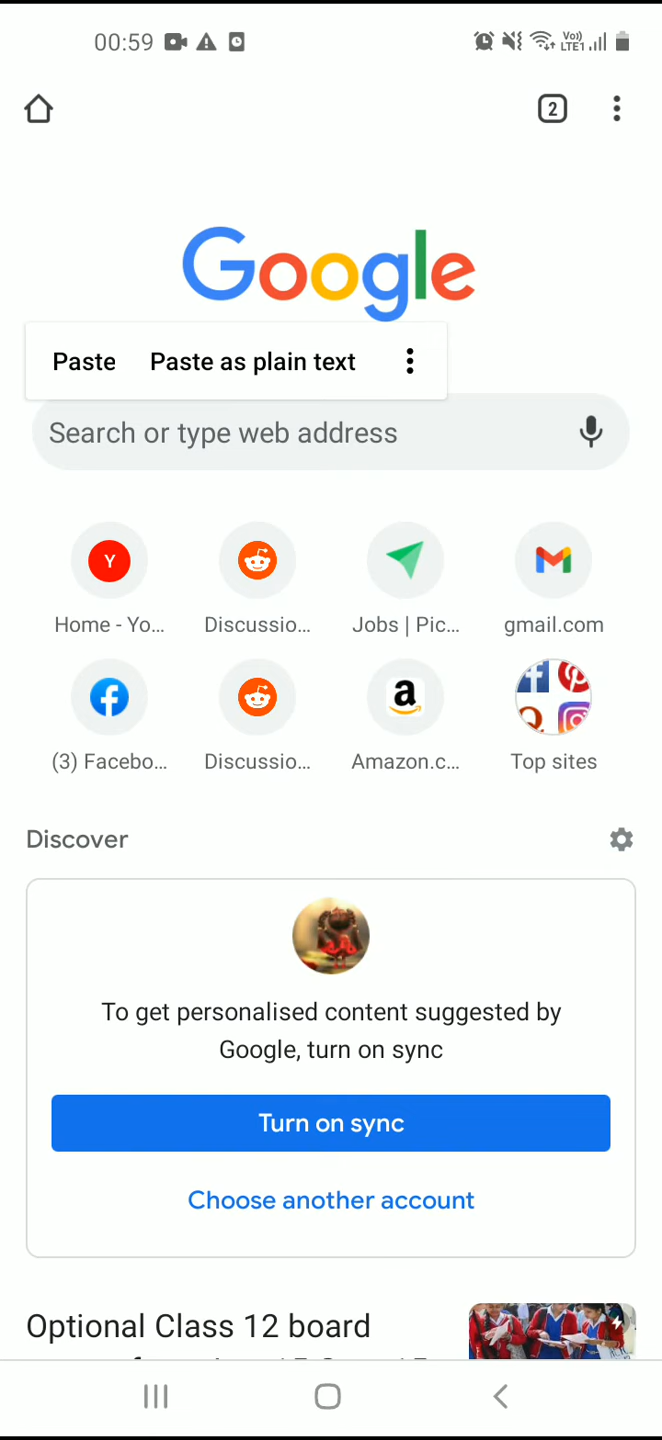 00:59
Vo))
LTE1
2
Google
Paste Paste as plain text
Search or type web address
Y
Home - Yo... Discussio... Jobs | Pic... gmail.com
(3) Facebo... Discussio... Amazon.c... Top sites
Discover
To get personalised content suggested by
Google, turn on sync
Turn on sync
Choose another account
Optional Class 12 board